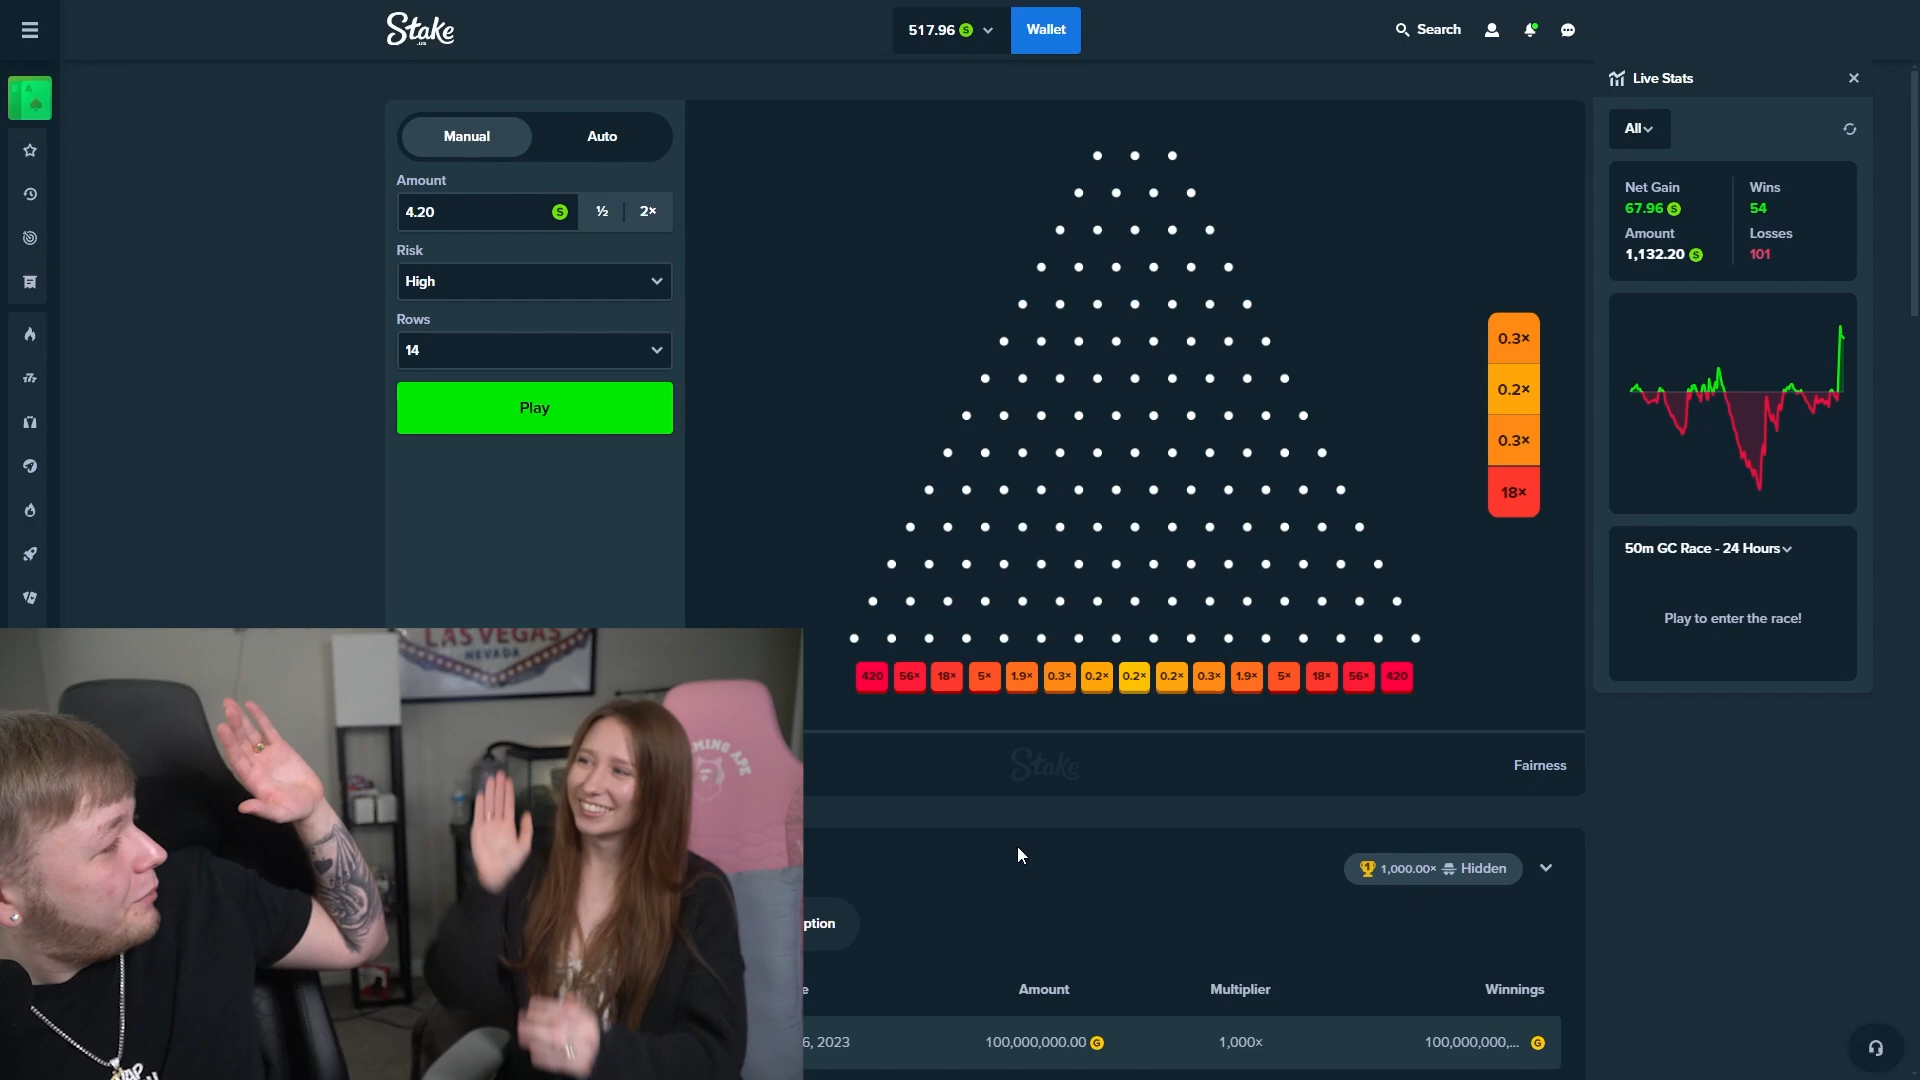 Stake
.US
517.96
Wallet
Search
Live Stats
Manual
Auto
All
Amount
4.20
½
2×
Net Gain
Wins
67.96
54
Amount
Losses
1,132.20
101
Risk
High
Rows
14
Play
0.3×
0.2×
0.3×
18×
50m GC Race - 24 Hours
Play to enter the race!
420
56×
18×
5×
1.9×
0.3×
0.2×
0.2×
0.2×
0.3×
1.9×
5×
18×
56×
420
LAS VEGAS
NEVADA
Stake
Fairness
1,000.00×
Hidden
ption
e
Amount
Multiplier
Winnings
6, 2023
100,000,000.00
1,000×
100,000,000,...